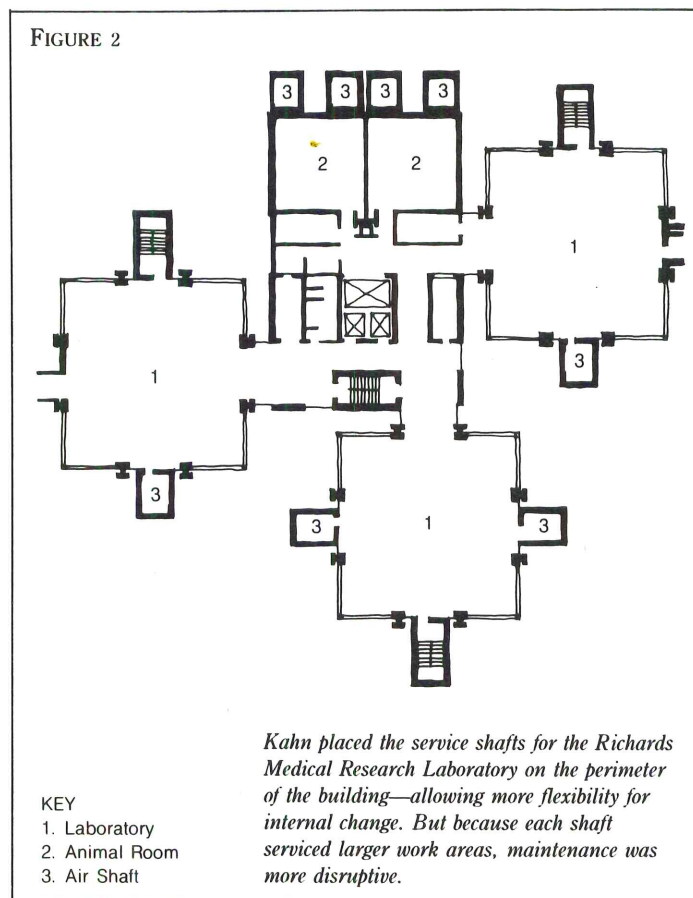 FIGURE 2
3 3 3 3
2 2
1
3
1
3
3 1 3
Kahn placed the service shafts for the Richards
Medical Research Laboratory on the perimeter
of the building—allowing more flexibility for
internal change. But because each shaft
serviced larger work areas, maintenance was
more disruptive.
KEY
1. Laboratory
2. Animal Room
3. Air Shaft